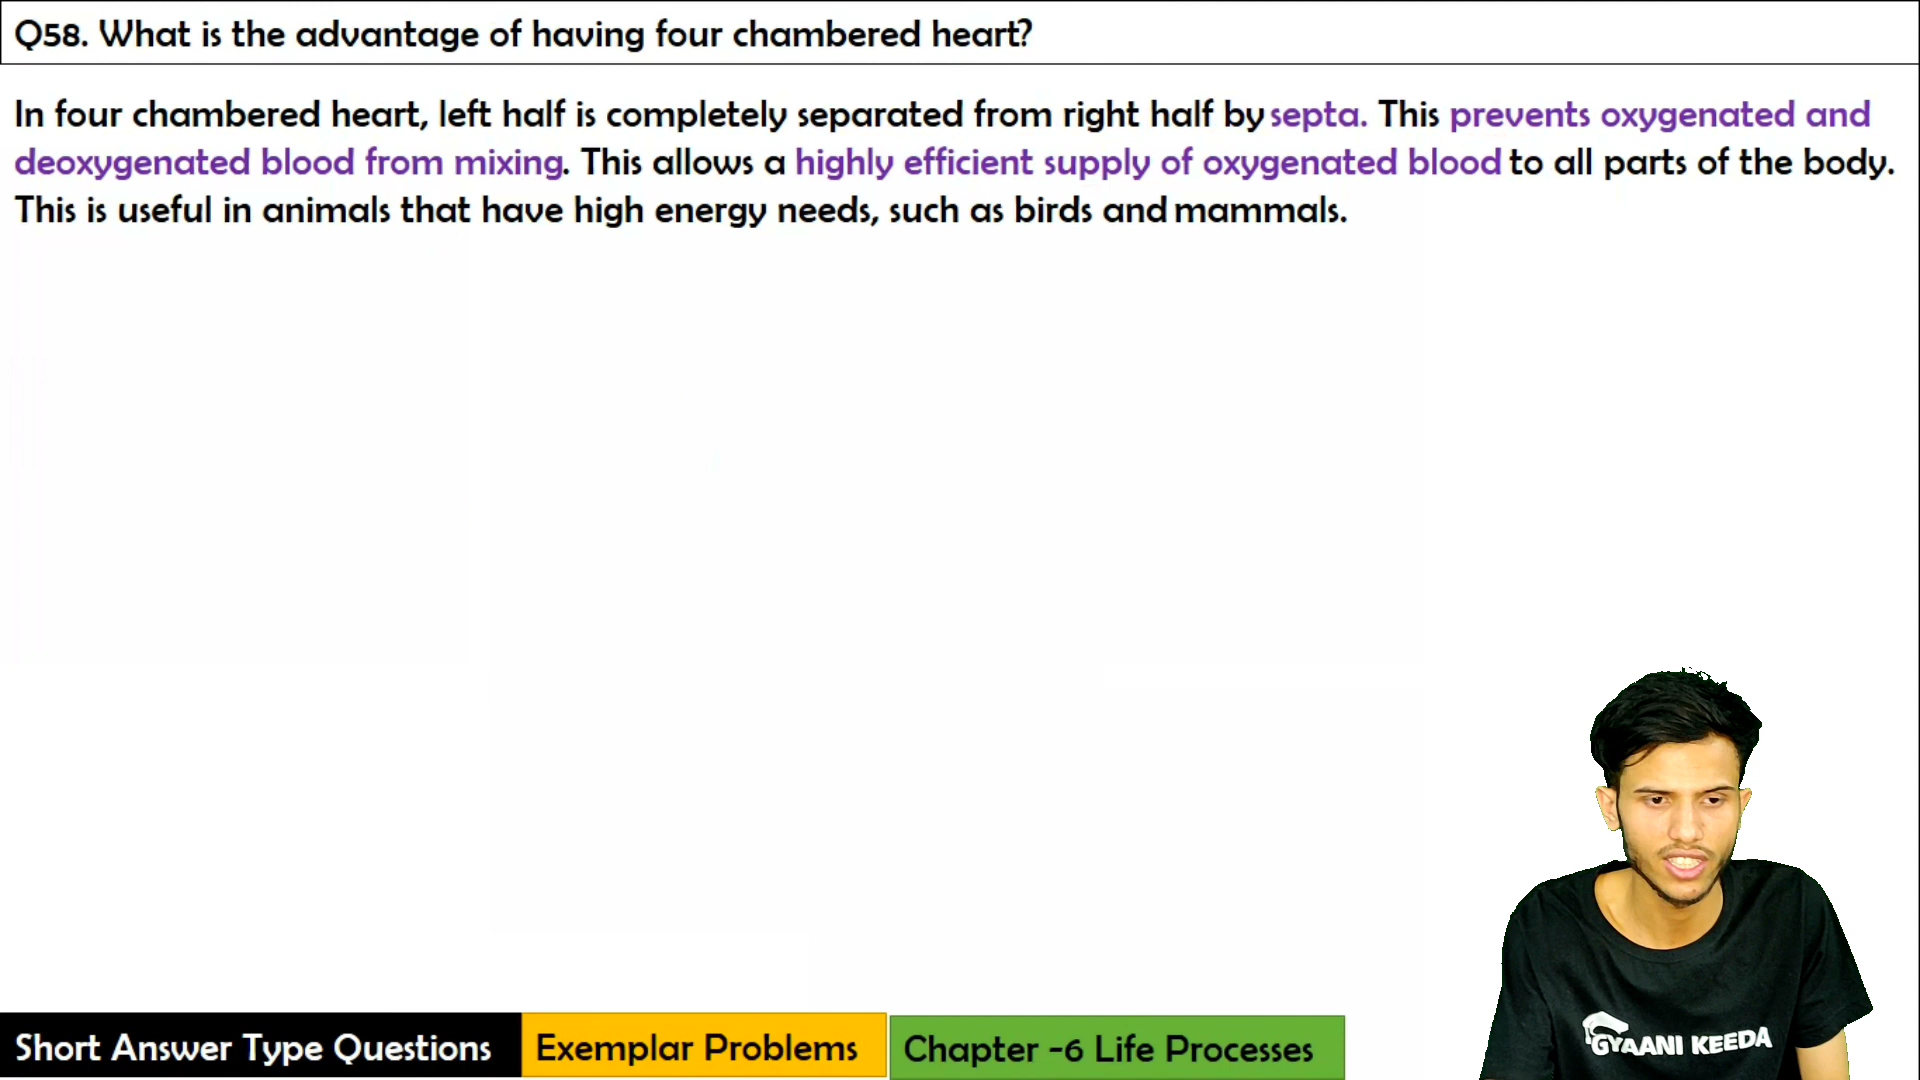 Q58. What is the advantage of having four chambered heart?
In four chambered heart, left half is completely separated from right half by septa. This prevents oxygenated and
deoxygenated blood from mixing. This allows a highly efficient supply of oxygenated blood to all parts of the body.
This is useful in animals that have high energy needs, such as birds and mammals.
GYAANI KEEDA
Short Answer Type Questions Exemplar Problems Chapter -6 Life Processes